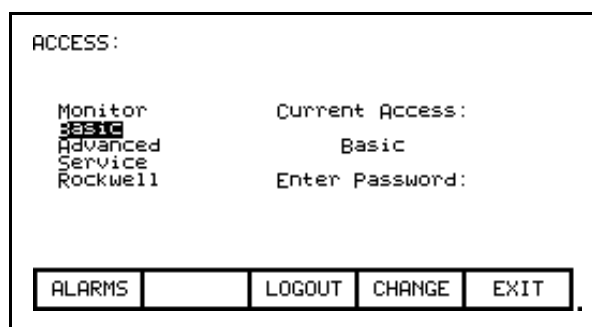 ACCESS:
Monitor
Basic
Advanced
Service
Rockwell
Current Access:
Basic
Enter Password:
ALARMS LOGOUT CHANGE EXIT